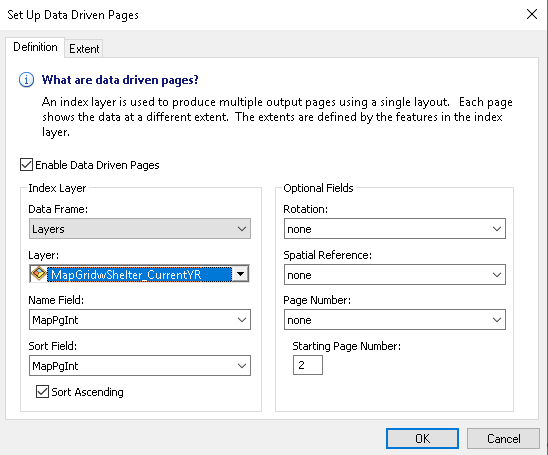 Set Up Data Driven Pages
Definition
Extent
What are data driven pages?
An index layer is used to produce multiple output pages using a single layout. Each page
shows the data at a different extent. The extents are defined by the features in the index
layer.
Enable Data Driven Pages
Index Layer
Data Frame:
Layers
Layer:
MapGridwShelter_CurrentYR
Name Field:
MapPgInt
Sort Field:
MapPgInt
Sort Ascending
Optional Fields
Rotation:
none
Spatial Reference:
none
Page Number:
none
Starting Page Number:
2
OK
Cancel